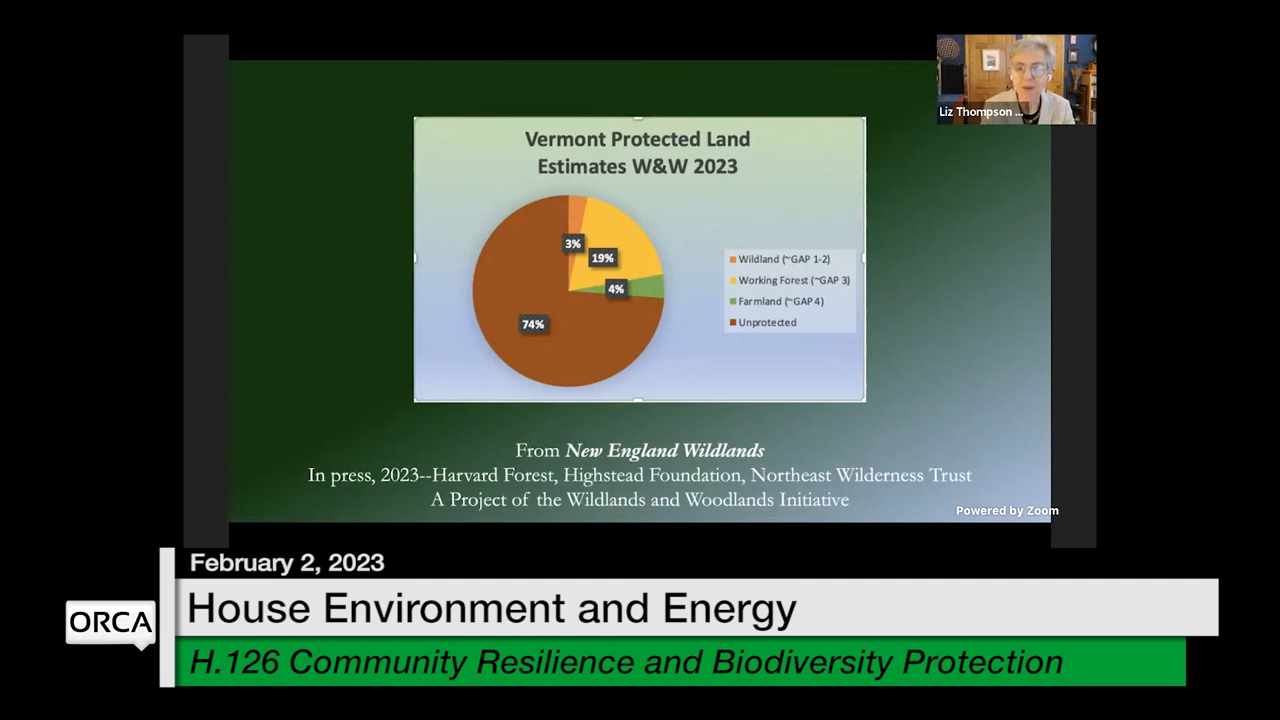 Liz Thompson ...
Vermont Protected Land
Estimates W&W 2023
3%
19%
4%
74%
Wildland (~GAP 1-2)
Working Forest (~GAP 3)
Farmland (~GAP 4)
Unprotected
From New England Wildlands
In press, 2023--Harvard Forest, Highstead Foundation, Northeast Wilderness Trust
A Project of the Wildlands and Woodlands Initiative
Powered by Zoom
February 2, 2023
House Environment and Energy
ORCA
H.126 Community Resilience and Biodiversity Protection